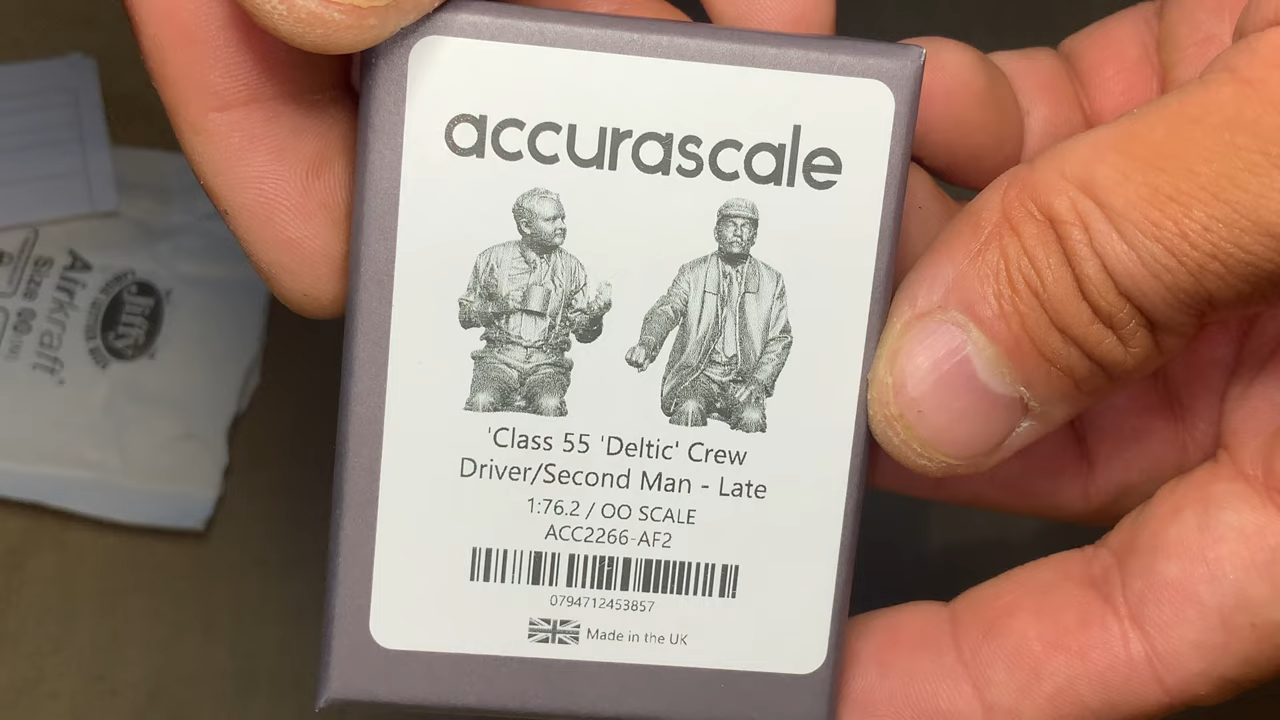 accurascale
'Class 55 'Deltic' Crew
Driver/Second Man - Late
1:76.2 / OO SCALE
ACC2266-AF2
0794712453857
Made in the UK
Jiffy
Airkraft
Size 00